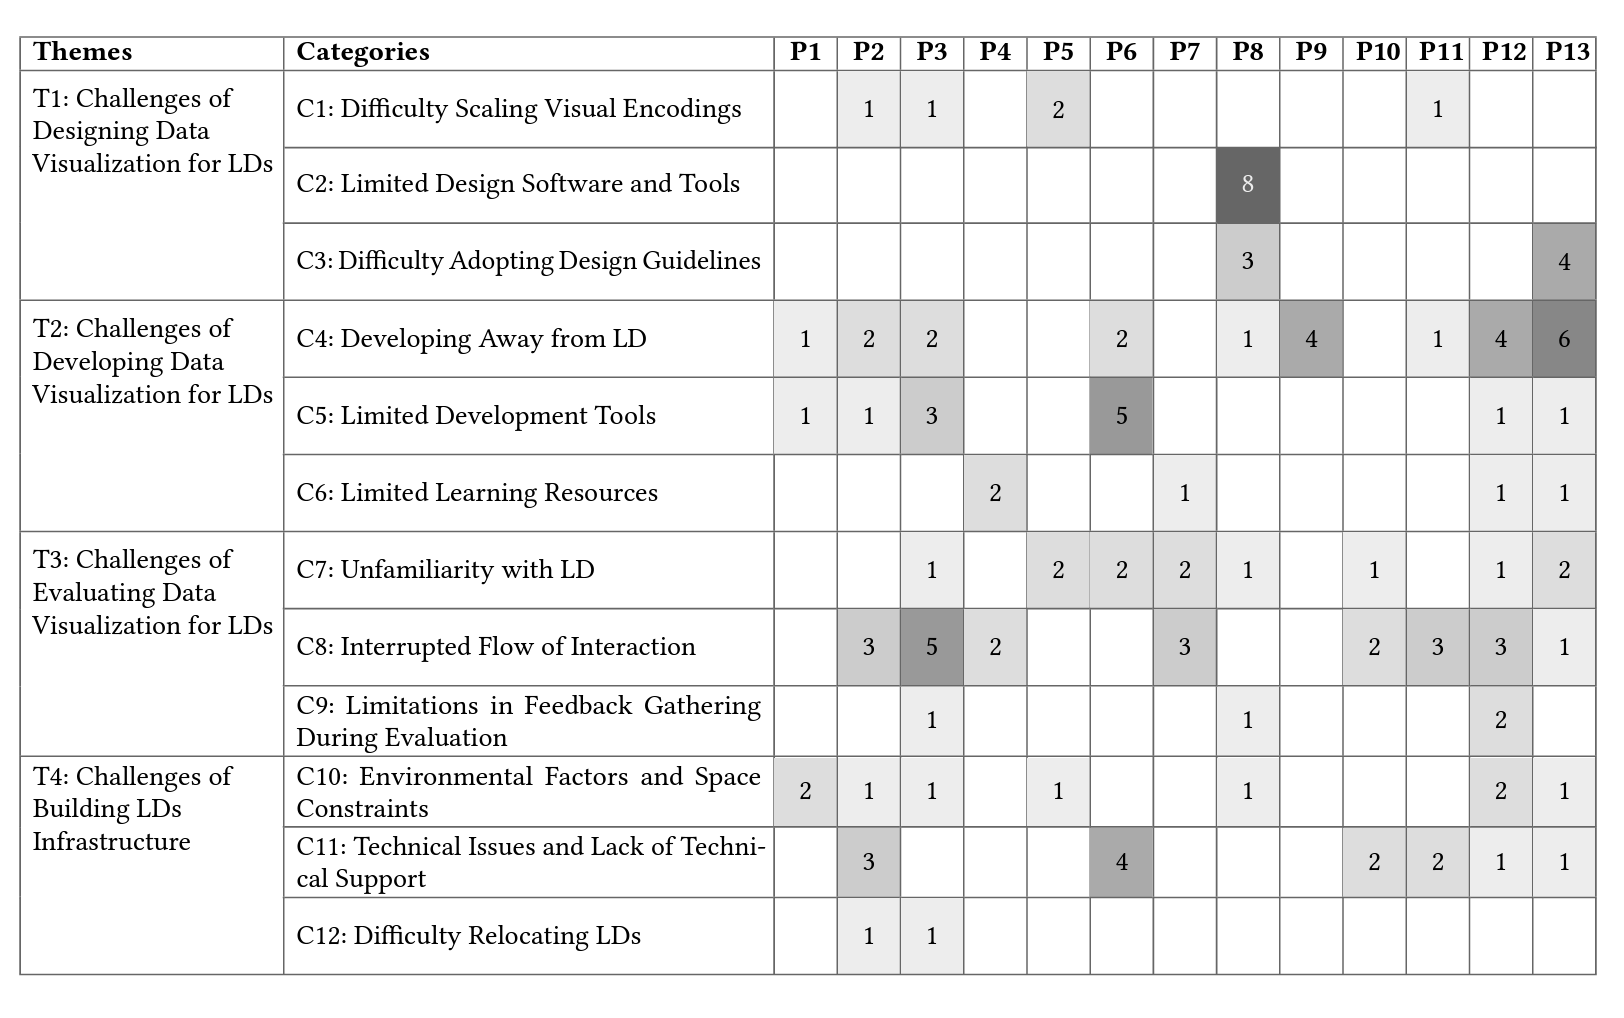 Themes Categories P1 P2 P3 P4 P5 P6 P7 P8 P9 P10 P11 P12 P13
T1: Challenges of
Designing Data
Visualization for LDs
C1: Difficulty Scaling Visual Encodings 1 1 2 1
C2: Limited Design Software and Tools 8
C3: Difficulty Adopting Design Guidelines 3 4
T2: Challenges of
Developing Data
Visualization for LDs
C4: Developing Away from LD 1 2 2 2 1 4 1 4 6
C5: Limited Development Tools 1 1 3 5 1 1
C6: Limited Learning Resources 2 1 1 1
T3: Challenges of
Evaluating Data
Visualization for LDs
C7: Unfamiliarity with LD 1 2 2 2 1 1 1 2
C8: Interrupted Flow of Interaction 3 5 2 3 2 3 3 1
C9: Limitations in Feedback Gathering
During Evaluation 1 1 2
T4: Challenges of
Building LDs
Infrastructure
C10: Environmental Factors and Space
Constraints 2 1 1 1 1 2 1
C11: Technical Issues and Lack of Techni-
cal Support 3 4 2 2 1 1
C12: Difficulty Relocating LDs 1 1